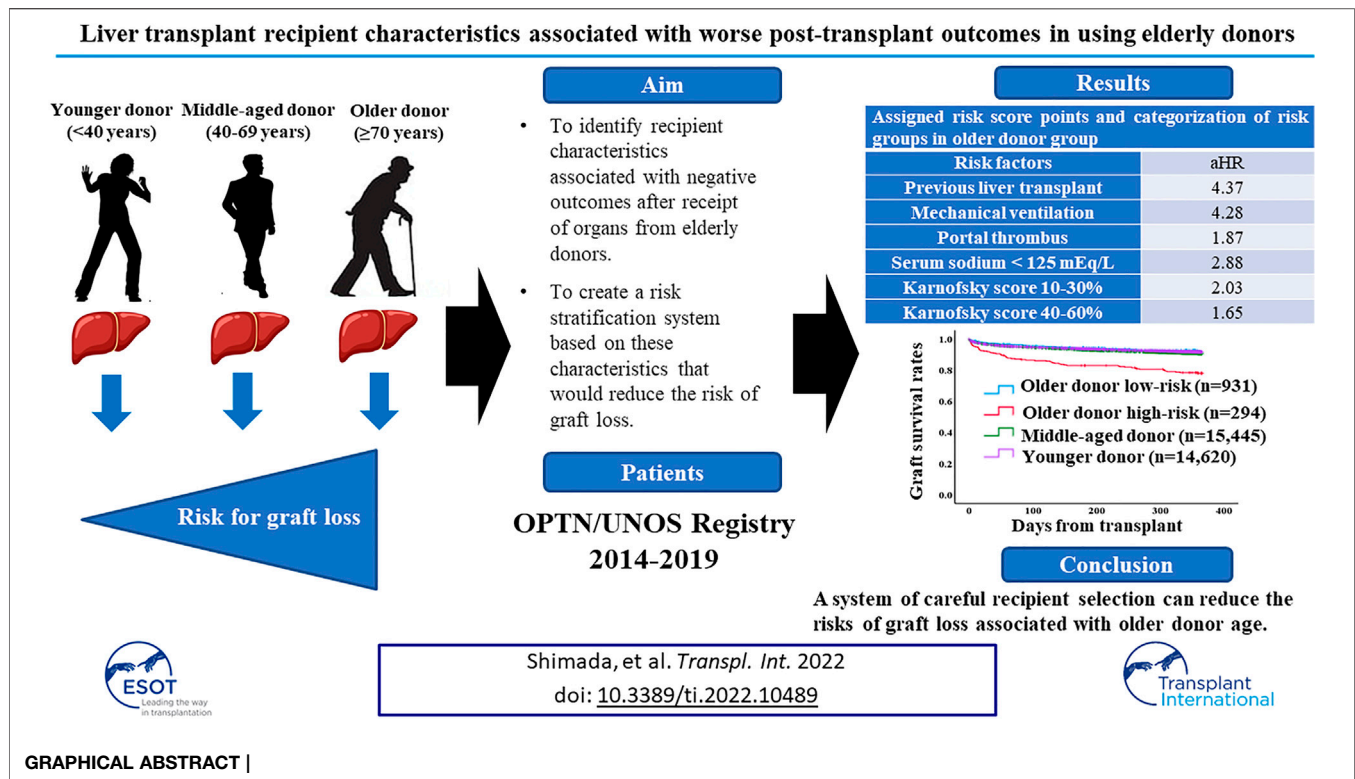 Liver transplant recipient characteristics associated with worse post-transplant outcomes in using elderly donors
Younger donor
(<40 years)
Middle-aged donor
(40-69 years)
Older donor
(≥70 years)
Risk for graft loss
Aim
• To identify recipient
characteristics
associated with negative
outcomes after receipt
of organs from elderly
donors.
• To create a risk
stratification system
based on these
characteristics that
would reduce the risk of
graft loss.
Patients
OPTN/UNOS Registry
2014-2019
Results
Assigned risk score points and categorization of risk
groups in older donor group
Risk factors aHR
Previous liver transplant 4.37
Mechanical ventilation 4.28
Portal thrombus 1.87
Serum sodium < 125 mEq/L 2.88
Karnofsky score 10-30% 2.03
Karnofsky score 40-60% 1.65
Graft survival rates
1.0
0.8
0.6
0.4
0.2
0.0
Older donor low-risk (n=931)
Older donor high-risk (n=294)
Middle-aged donor (n=15,445)
Younger donor (n=14,620)
0 100 200 300 400
Days from transplant
Conclusion
A system of careful recipient selection can reduce the
risks of graft loss associated with older donor age.
ESOT
Leading the way
in transplantation
Shimada, et al. Transpl. Int. 2022
doi: 10.3389/ti.2022.10489
Transplant
International
GRAPHICAL ABSTRACT |